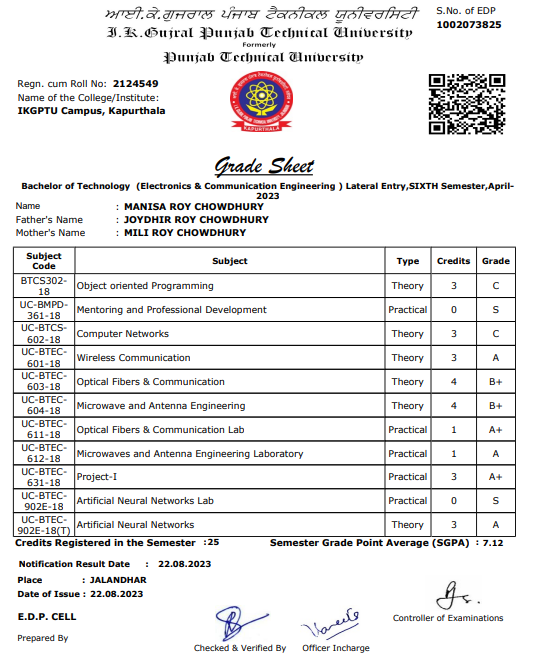 ਆਈ.ਕੇ.ਗੁਜਰਾਲ ਪੰਜਾਬ ਟੈਕਨੀਕਲ ਯੂਨੀਵਰਸਿਟੀ
I.K.Gujral Punjab Technical University
Formerly
Punjab Technical University
S.No. of EDP
1002073825
Regn. cum Roll No: 2124549
Name of the College/Institute:
IKGPTU Campus, Kapurthala
KAPURTHALA
Grade Sheet
Bachelor of Technology (Electronics & Communication Engineering ) Lateral Entry,SIXTH Semester,April-
2023
Name : MANISA ROY CHOWDHURY
Father's Name : JOYDHIR ROY CHOWDHURY
Mother's Name : MILI ROY CHOWDHURY
Subject Code Subject Type Credits Grade
BTCS302-18 Object oriented Programming Theory 3 C
UC-BMPD-361-18 Mentoring and Professional Development Practical 0 S
UC-BTCS-602-18 Computer Networks Theory 3 C
UC-BTEC-601-18 Wireless Communication Theory 3 A
UC-BTEC-603-18 Optical Fibers & Communication Theory 4 B+
UC-BTEC-604-18 Microwave and Antenna Engineering Theory 4 B+
UC-BTEC-611-18 Optical Fibers & Communication Lab Practical 1 A+
UC-BTEC-612-18 Microwaves and Antenna Engineering Laboratory Practical 1 A
UC-BTEC-631-18 Project-I Practical 3 A+
UC-BTEC-902E-18 Artificial Neural Networks Lab Practical 0 S
UC-BTEC-902E-18(T) Artificial Neural Networks Theory 3 A
Credits Registered in the Semester :25 Semester Grade Point Average (SGPA) : 7.12
Notification Result Date : 22.08.2023
Place : JALANDHAR
Date of Issue : 22.08.2023
E.D.P. CELL
Prepared By
Checked & Verified By
Officer Incharge
Controller of Examinations